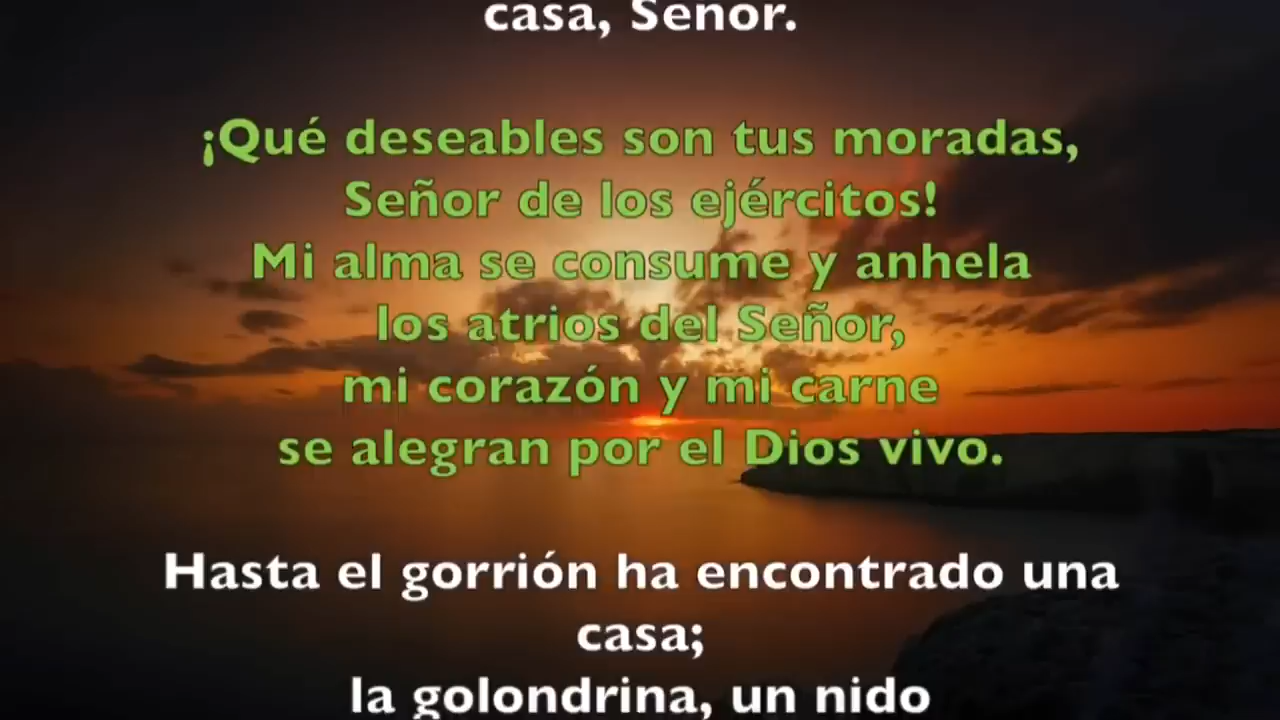 casa, Señor.
¡Qué deseables son tus moradas,
Señor de los ejércitos!
Mi alma se consume y anhela
los atrios del Señor,
mi corazón y mi carne
se alegran por el Dios vivo.
Hasta el gorrión ha encontrado una
casa;
la golondrina, un nido